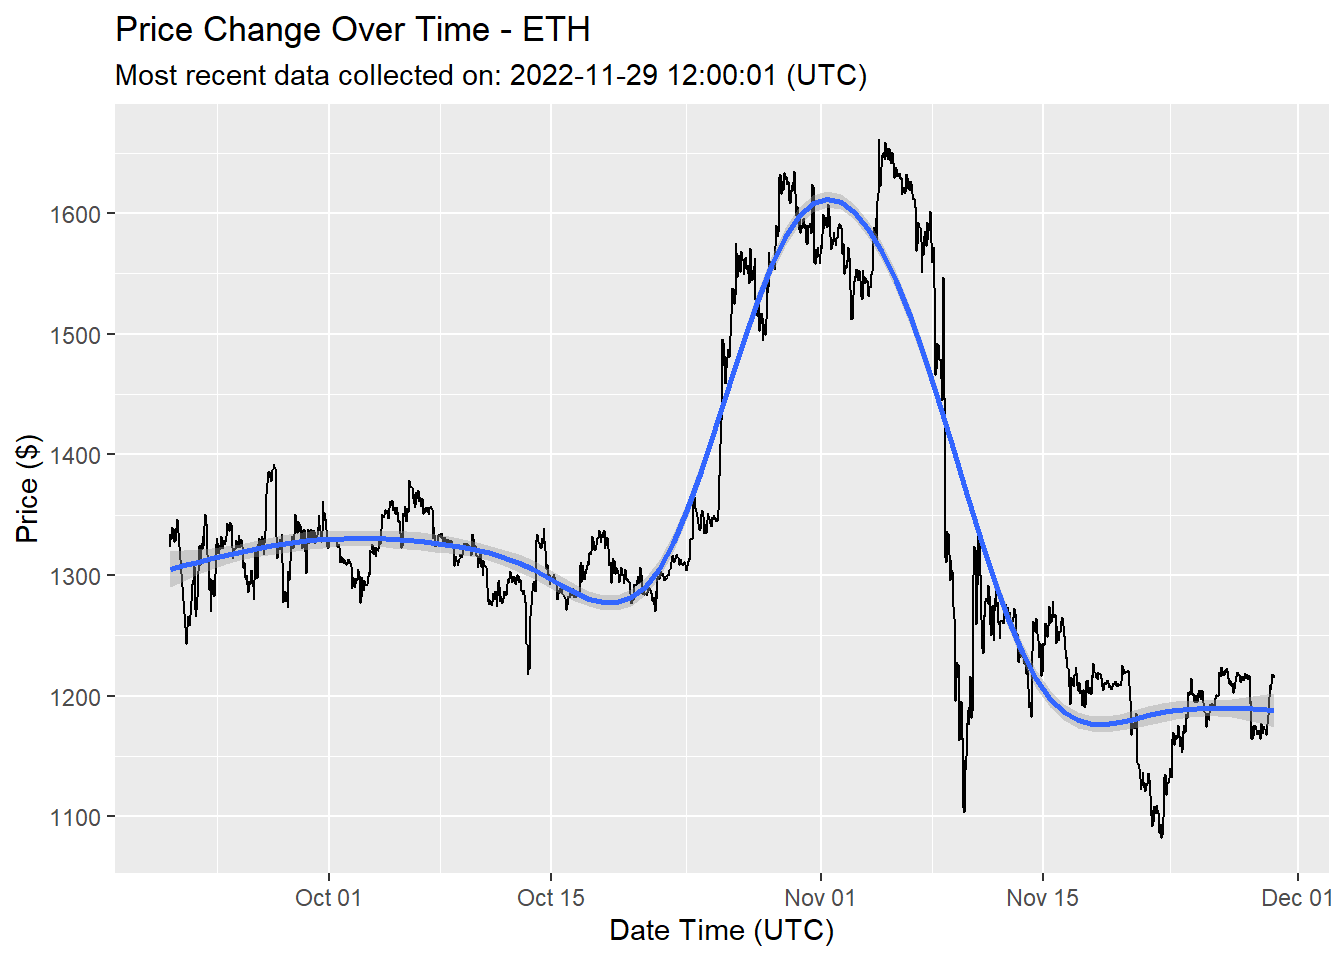 Price Change Over Time - ETH
Most recent data collected on: 2022-11-29 12:00:01 (UTC)
Price ($)
1600
1500
1400
1300
1200
1100
Oct 01
Oct 15
Nov 01
Nov 15
Dec 01
Date Time (UTC)